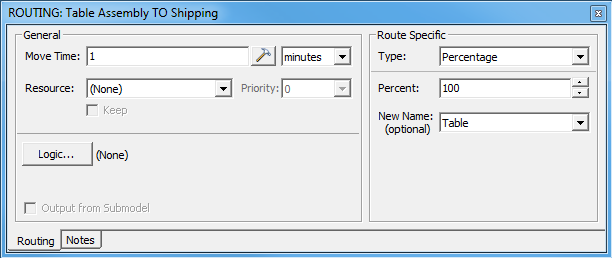 ROUTING: Table Assembly TO Shipping
General
Move Time: 1 minutes
Resource: (None) Priority: 0
Keep
Logic... (None)
Output from Submodel
Route Specific
Type: Percentage
Percent: 100
New Name: Table
(optional)
Routing Notes